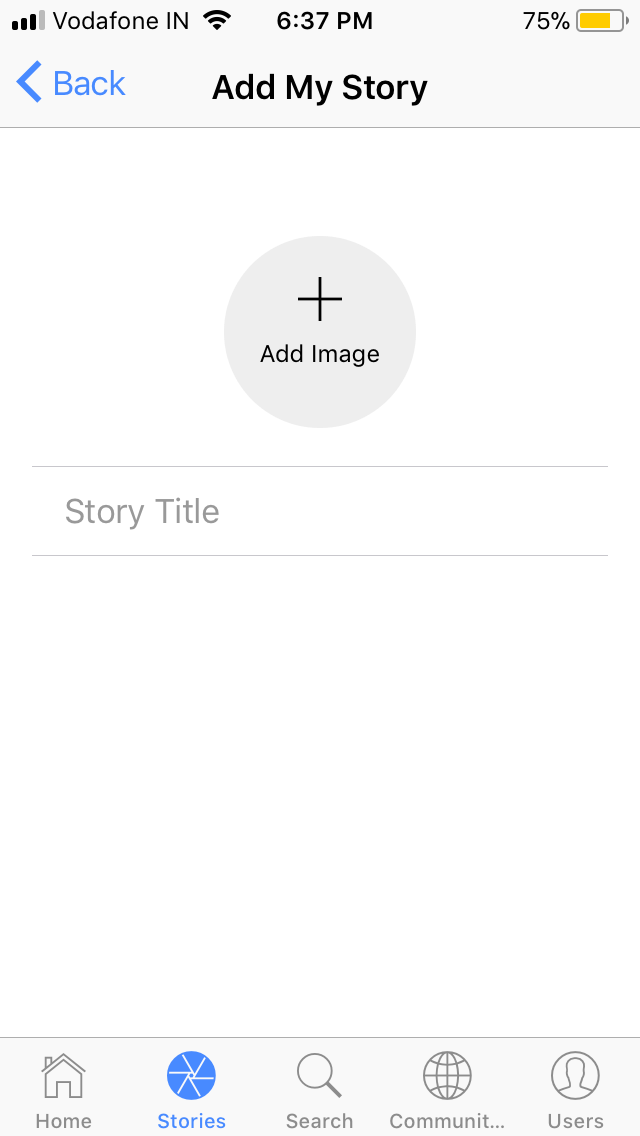 Vodafone IN 6:37 PM 75%
Back Add My Story
Add Image
Story Title
Home Stories Search Communit... Users